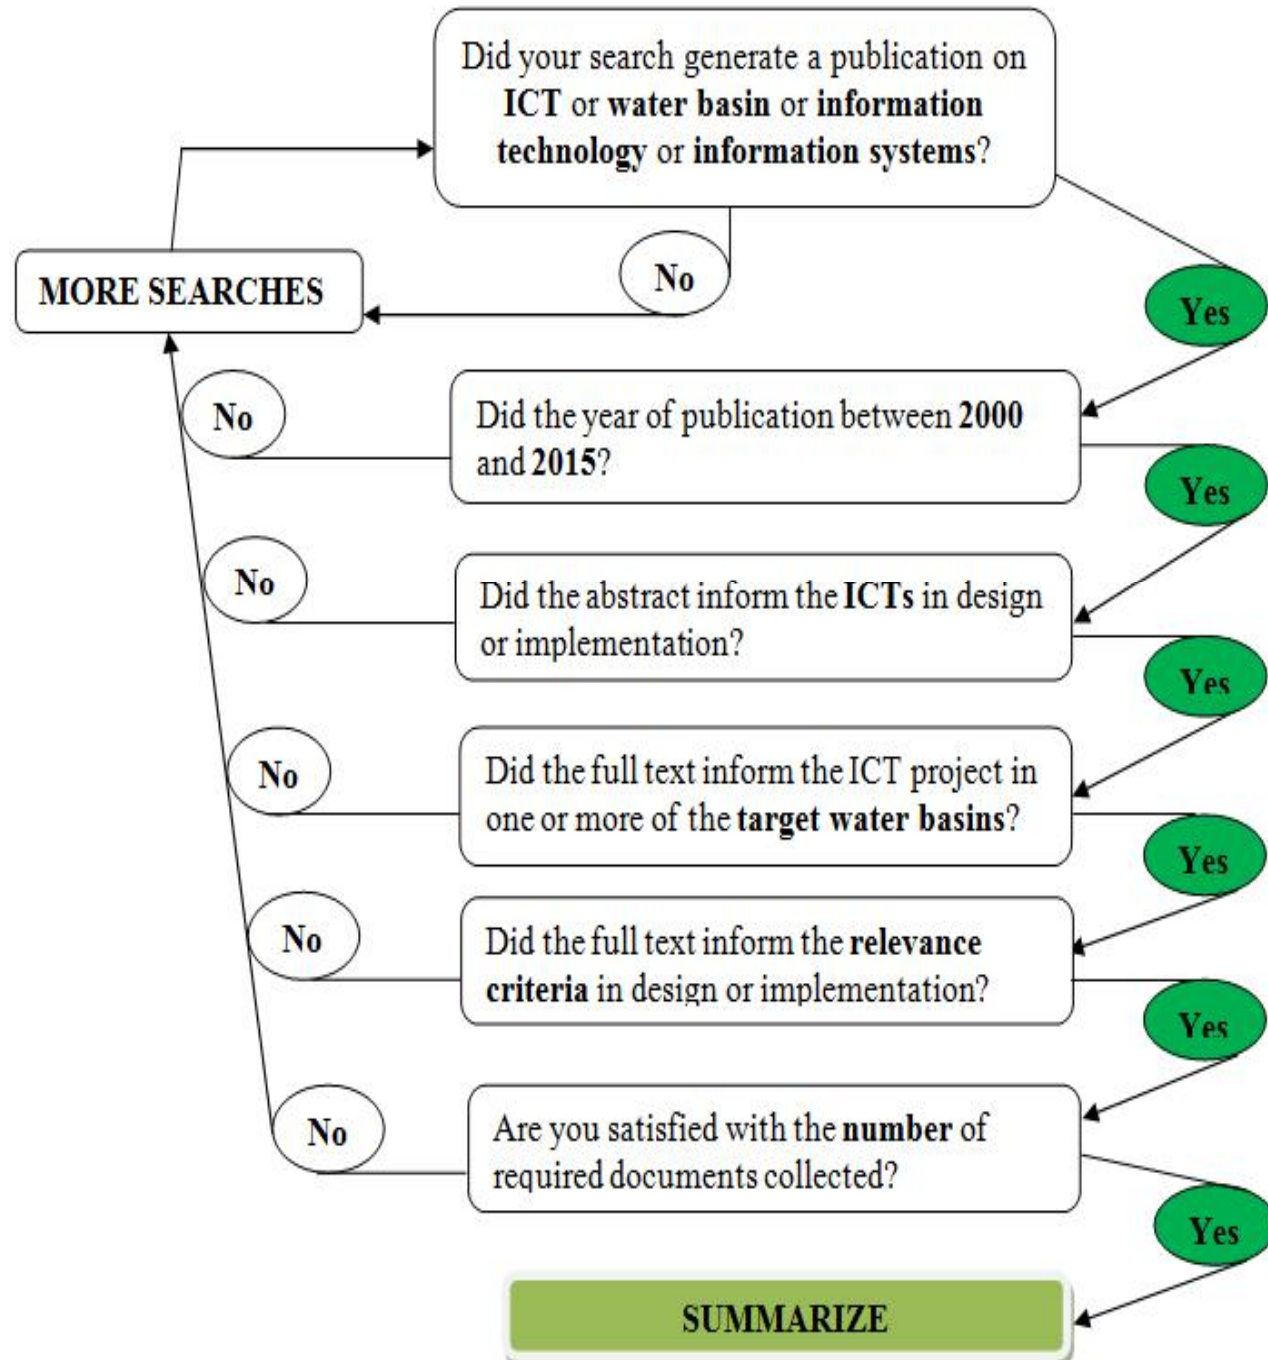 Did your search generate a publication on
ICT or water basin or information
technology or information systems?
No
MORE SEARCHES
Yes
Did the year of publication between 2000
and 2015?
No
Yes
Did the abstract inform the ICTs in design
or implementation?
No
Yes
Did the full text inform the ICT project in
one or more of the target water basins?
No
Yes
Did the full text inform the relevance
criteria in design or implementation?
No
Yes
Are you satisfied with the number of
required documents collected?
No
Yes
SUMMARIZE